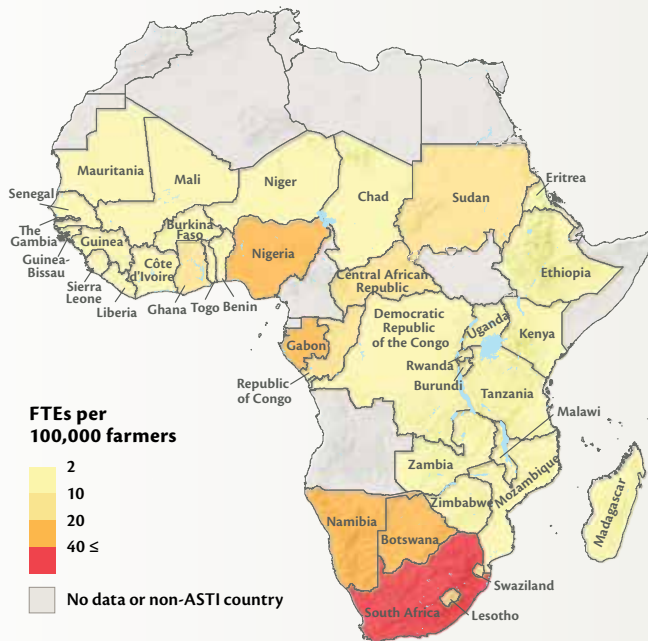 Mauritania
Mali
Niger
Chad
Sudan
Eritrea
Senegal
The
Gambia
Guinea-
Bissau
Guinea
Sierra
Leone
Liberia
Côte
d'Ivoire
Burkina
Faso
Ghana
Togo
Benin
Nigeria
Central African
Republic
Ethiopia
Gabon
Republic
of Congo
Democratic
Republic
of the Congo
Uganda
Kenya
Rwanda
Burundi
Tanzania
Malawi
Zambia
Mozambique
Zimbabwe
Madagascar
Namibia
Botswana
Swaziland
South Africa
Lesotho
FTEs per
100,000 farmers
2
10
20
40 ≤
No data or non-ASTI country